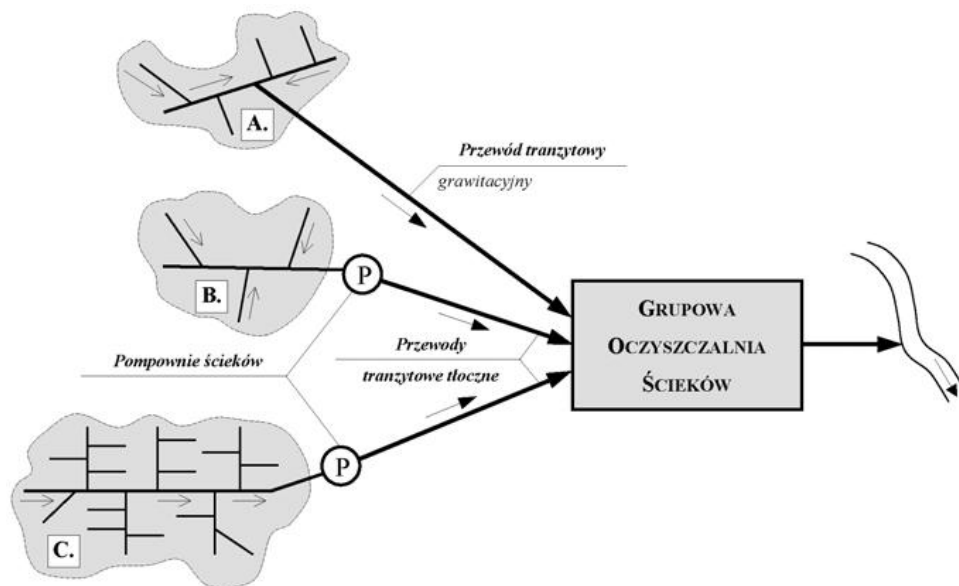 A.
Przewód tranzytowy
grawitacyjny
B.
P
Pompownie ścieków
Przewody
tranzytowe tłoczne
GRUPOWA
OCZYSZCZALNIA
ŚCIEKÓW
P
C.